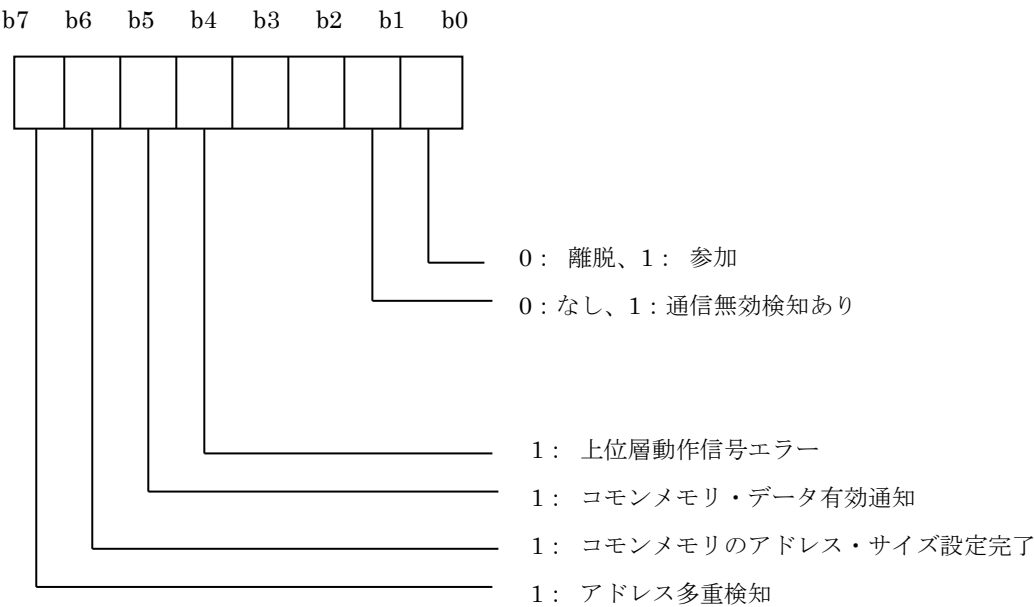 b7 b6 b5 b4 b3 b2 b1 b0
0： 離脱、1： 参加
0：なし、1：通信無効検知あり
1： 上位層動作信号エラー
1： コモンメモリ・データ有効通知
1： コモンメモリのアドレス・サイズ設定完了
1： アドレス多重検知